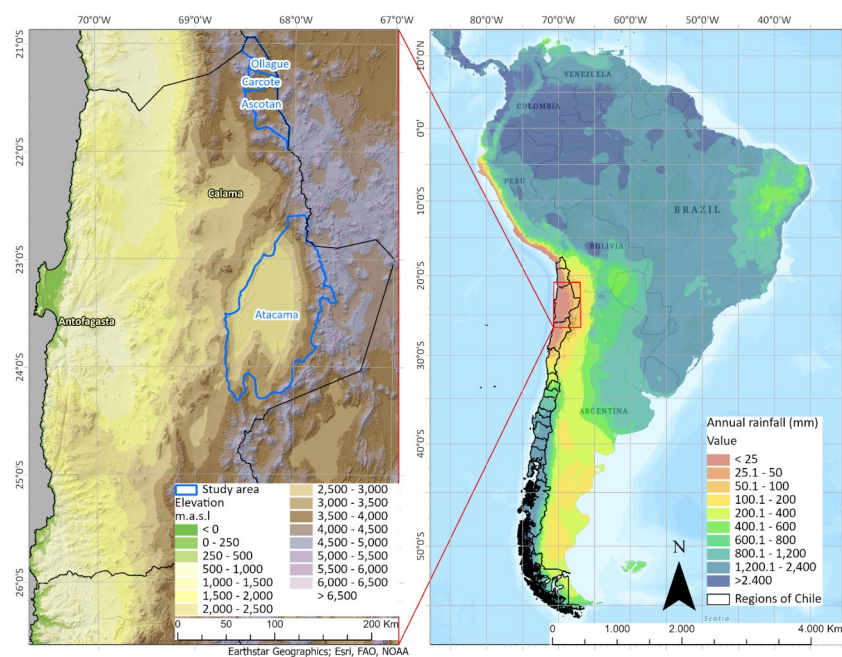 70°0'W 69°0'W 68°0'W 67°0'W
21°0'S
22°0'S
23°0'S
24°0'S
25°0'S
26°0'S
Ollague
Carcote
Ascotan
Calama
Atacama
Antofagasta
Study area
Elevation
m.a.s.l
< 0
0 - 250
250 - 500
500 - 1,000
1,000 - 1,500
1,500 - 2,000
2,000 - 2,500
2,500 - 3,000
3,000 - 3,500
3,500 - 4,000
4,000 - 4,500
4,500 - 5,000
5,000 - 5,500
5,500 - 6,000
6,000 - 6,500
> 6,500
0 50 100 200 Km
Earthstar Geographics; Esri, FAO, NOAA
80°0'W 70°0'W 60°0'W 50°0'W 40°0'W
10°0'N
0°0'
10°0'S
20°0'S
30°0'S
40°0'S
50°0'S
VENEZUELA
COLOMBIA
PERU
BRAZIL
BOLIVIA
ARGENTINA
Annual rainfall (mm)
Value
< 25
25.1 - 50
50.1 - 100
100.1 - 200
200.1 - 400
400.1 - 600
600.1 - 800
800.1 - 1,200
1,200.1 - 2,400
>2.400
Regions of Chile
N
Scotia
0 1.000 2.000 4.000 Km